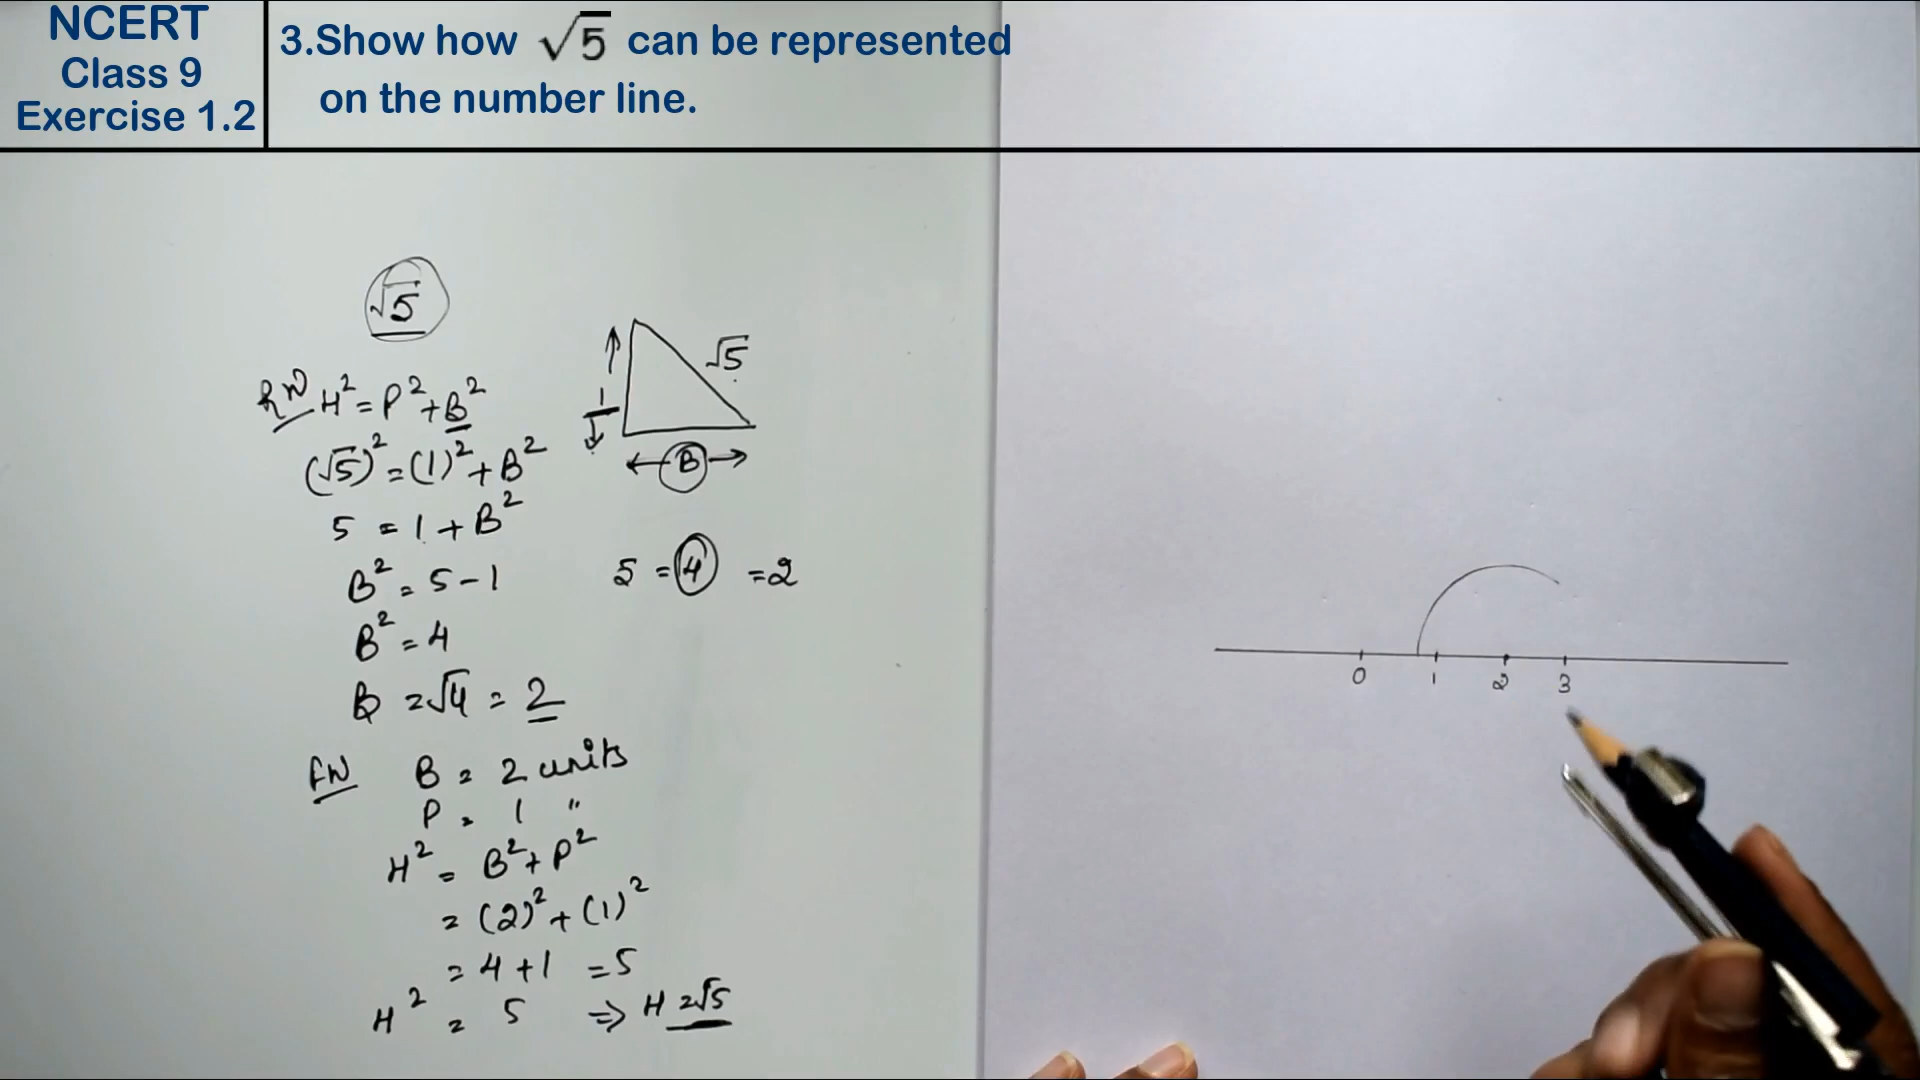 NCERT
Class 9
Exercise 1.2
3.Show how √5 can be represented
on the number line.
√5
RW H² = P² + B²
(√5)² = (1)² + B²
5 = 1 + B²
B² = 5 - 1
B² = 4
B = √4 = 2
FW B = 2 units
P = 1 "
H² = B² + P²
= (2)² + (1)²
= 4 + 1 = 5
H² = 5 ⇒ H = √5
√5
1
B
5 = 4 = 2
0 1 2 3